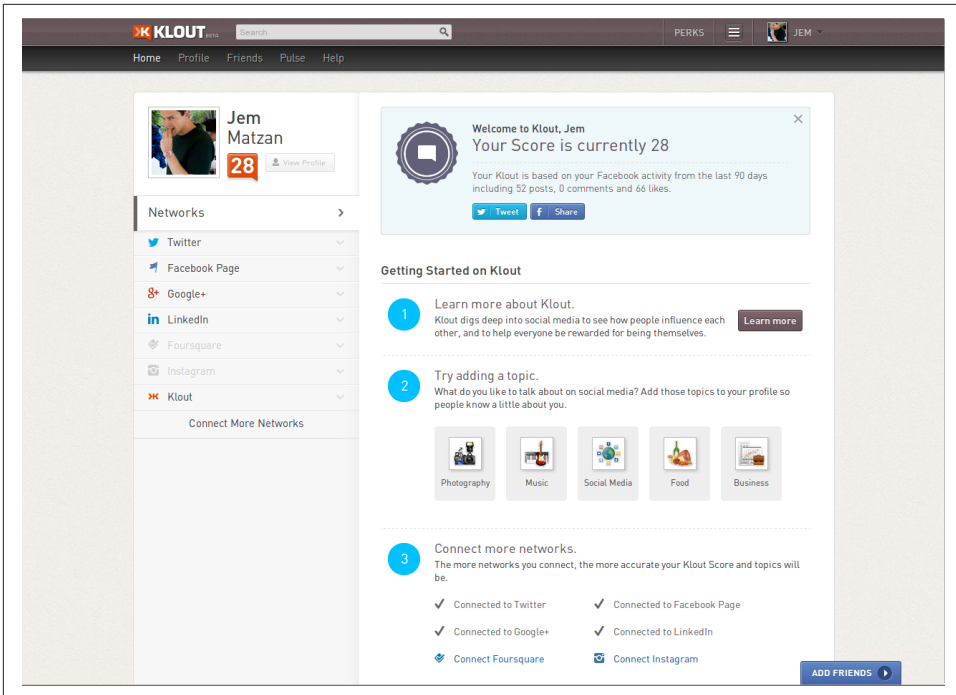 KLOUT BETA
Search
PERKS
JEM
Home Profile Friends Pulse Help
Jem
Matzan
28
View Profile
Networks
Twitter
Facebook Page
Google+
LinkedIn
Foursquare
Instagram
Klout
Connect More Networks
Welcome to Klout, Jem
Your Score is currently 28
Your Klout is based on your Facebook activity from the last 90 days
including 52 posts, 0 comments and 66 likes.
Tweet
Share
Getting Started on Klout
1
Learn more about Klout.
Klout digs deep into social media to see how people influence each
other, and to help everyone be rewarded for being themselves.
Learn more
2
Try adding a topic.
What do you like to talk about on social media? Add those topics to your profile so
people know a little about you.
Photography
Music
Social Media
Food
Business
3
Connect more networks.
The more networks you connect, the more accurate your Klout Score and topics will
be.
Connected to Twitter
Connected to Facebook Page
Connected to Google+
Connected to LinkedIn
Connect Foursquare
Connect Instagram
ADD FRIENDS